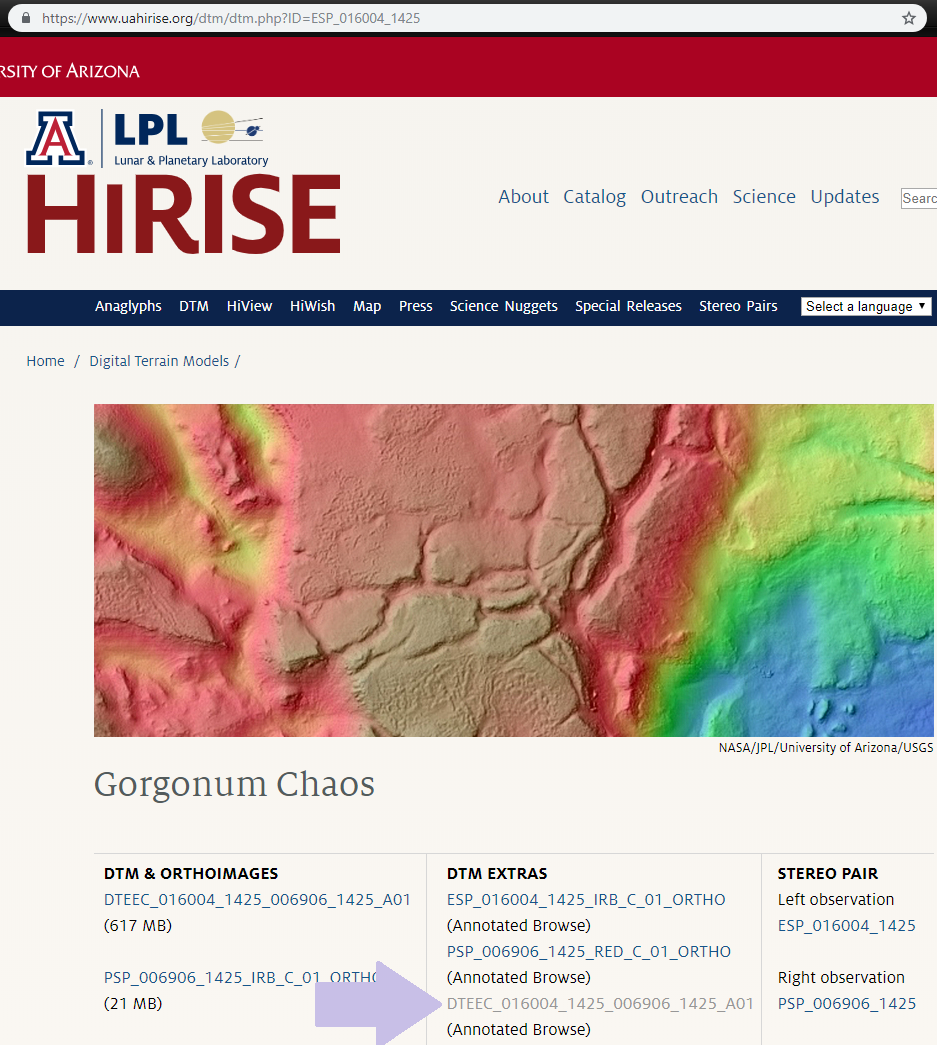 https://www.uahirise.org/dtm/dtm.php?ID=ESP_016004_1425
RSITY OF ARIZONA
A
LPL
Lunar & Planetary Laboratory
HiRISE
About Catalog Outreach Science Updates Searc
Anaglyphs DTM HiView HiWish Map Press Science Nuggets Special Releases Stereo Pairs Select a language
Home / Digital Terrain Models /
NASA/JPL/University of Arizona/USGS
Gorgonum Chaos
DTM & ORTHOIMAGES
DTEEC_016004_1425_006906_1425_A01
(617 MB)
PSP_006906_1425_IRB_C_01_ORTHO
(21 MB)
DTM EXTRAS
ESP_016004_1425_IRB_C_01_ORTHO
(Annotated Browse)
PSP_006906_1425_RED_C_01_ORTHO
(Annotated Browse)
DTEEC_016004_1425_006906_1425_A01
(Annotated Browse)
STEREO PAIR
Left observation
ESP_016004_1425
Right observation
PSP_006906_1425